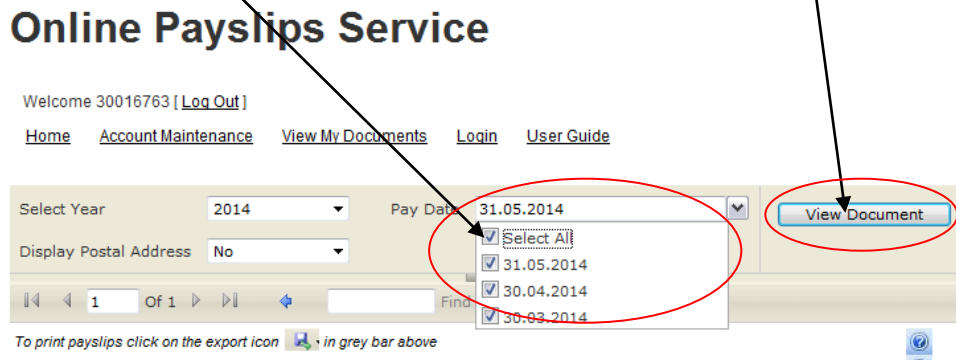 Online Payslips Service
Welcome 30016763 [ Log Out ]
Home Account Maintenance View My Documents Login User Guide
Select Year 2014 Pay Date 31.05.2014 View Document
Select All
Display Postal Address No 31.05.2014
30.04.2014
1 Of 1 Find
30.03.2014
To print payslips click on the export icon in grey bar above